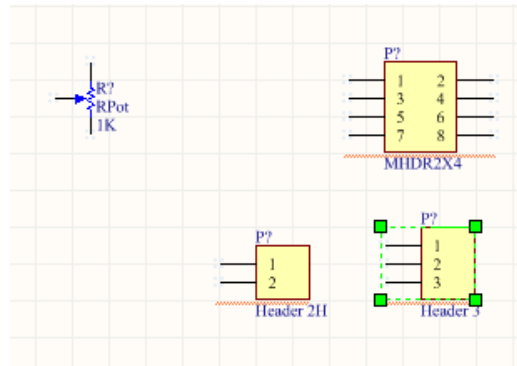 P?
1 2
3 4
5 6
7 8
MHDR2X4
R?
RPot
1K
P?
1
2
Header 2H
P?
1
2
3
Header 3